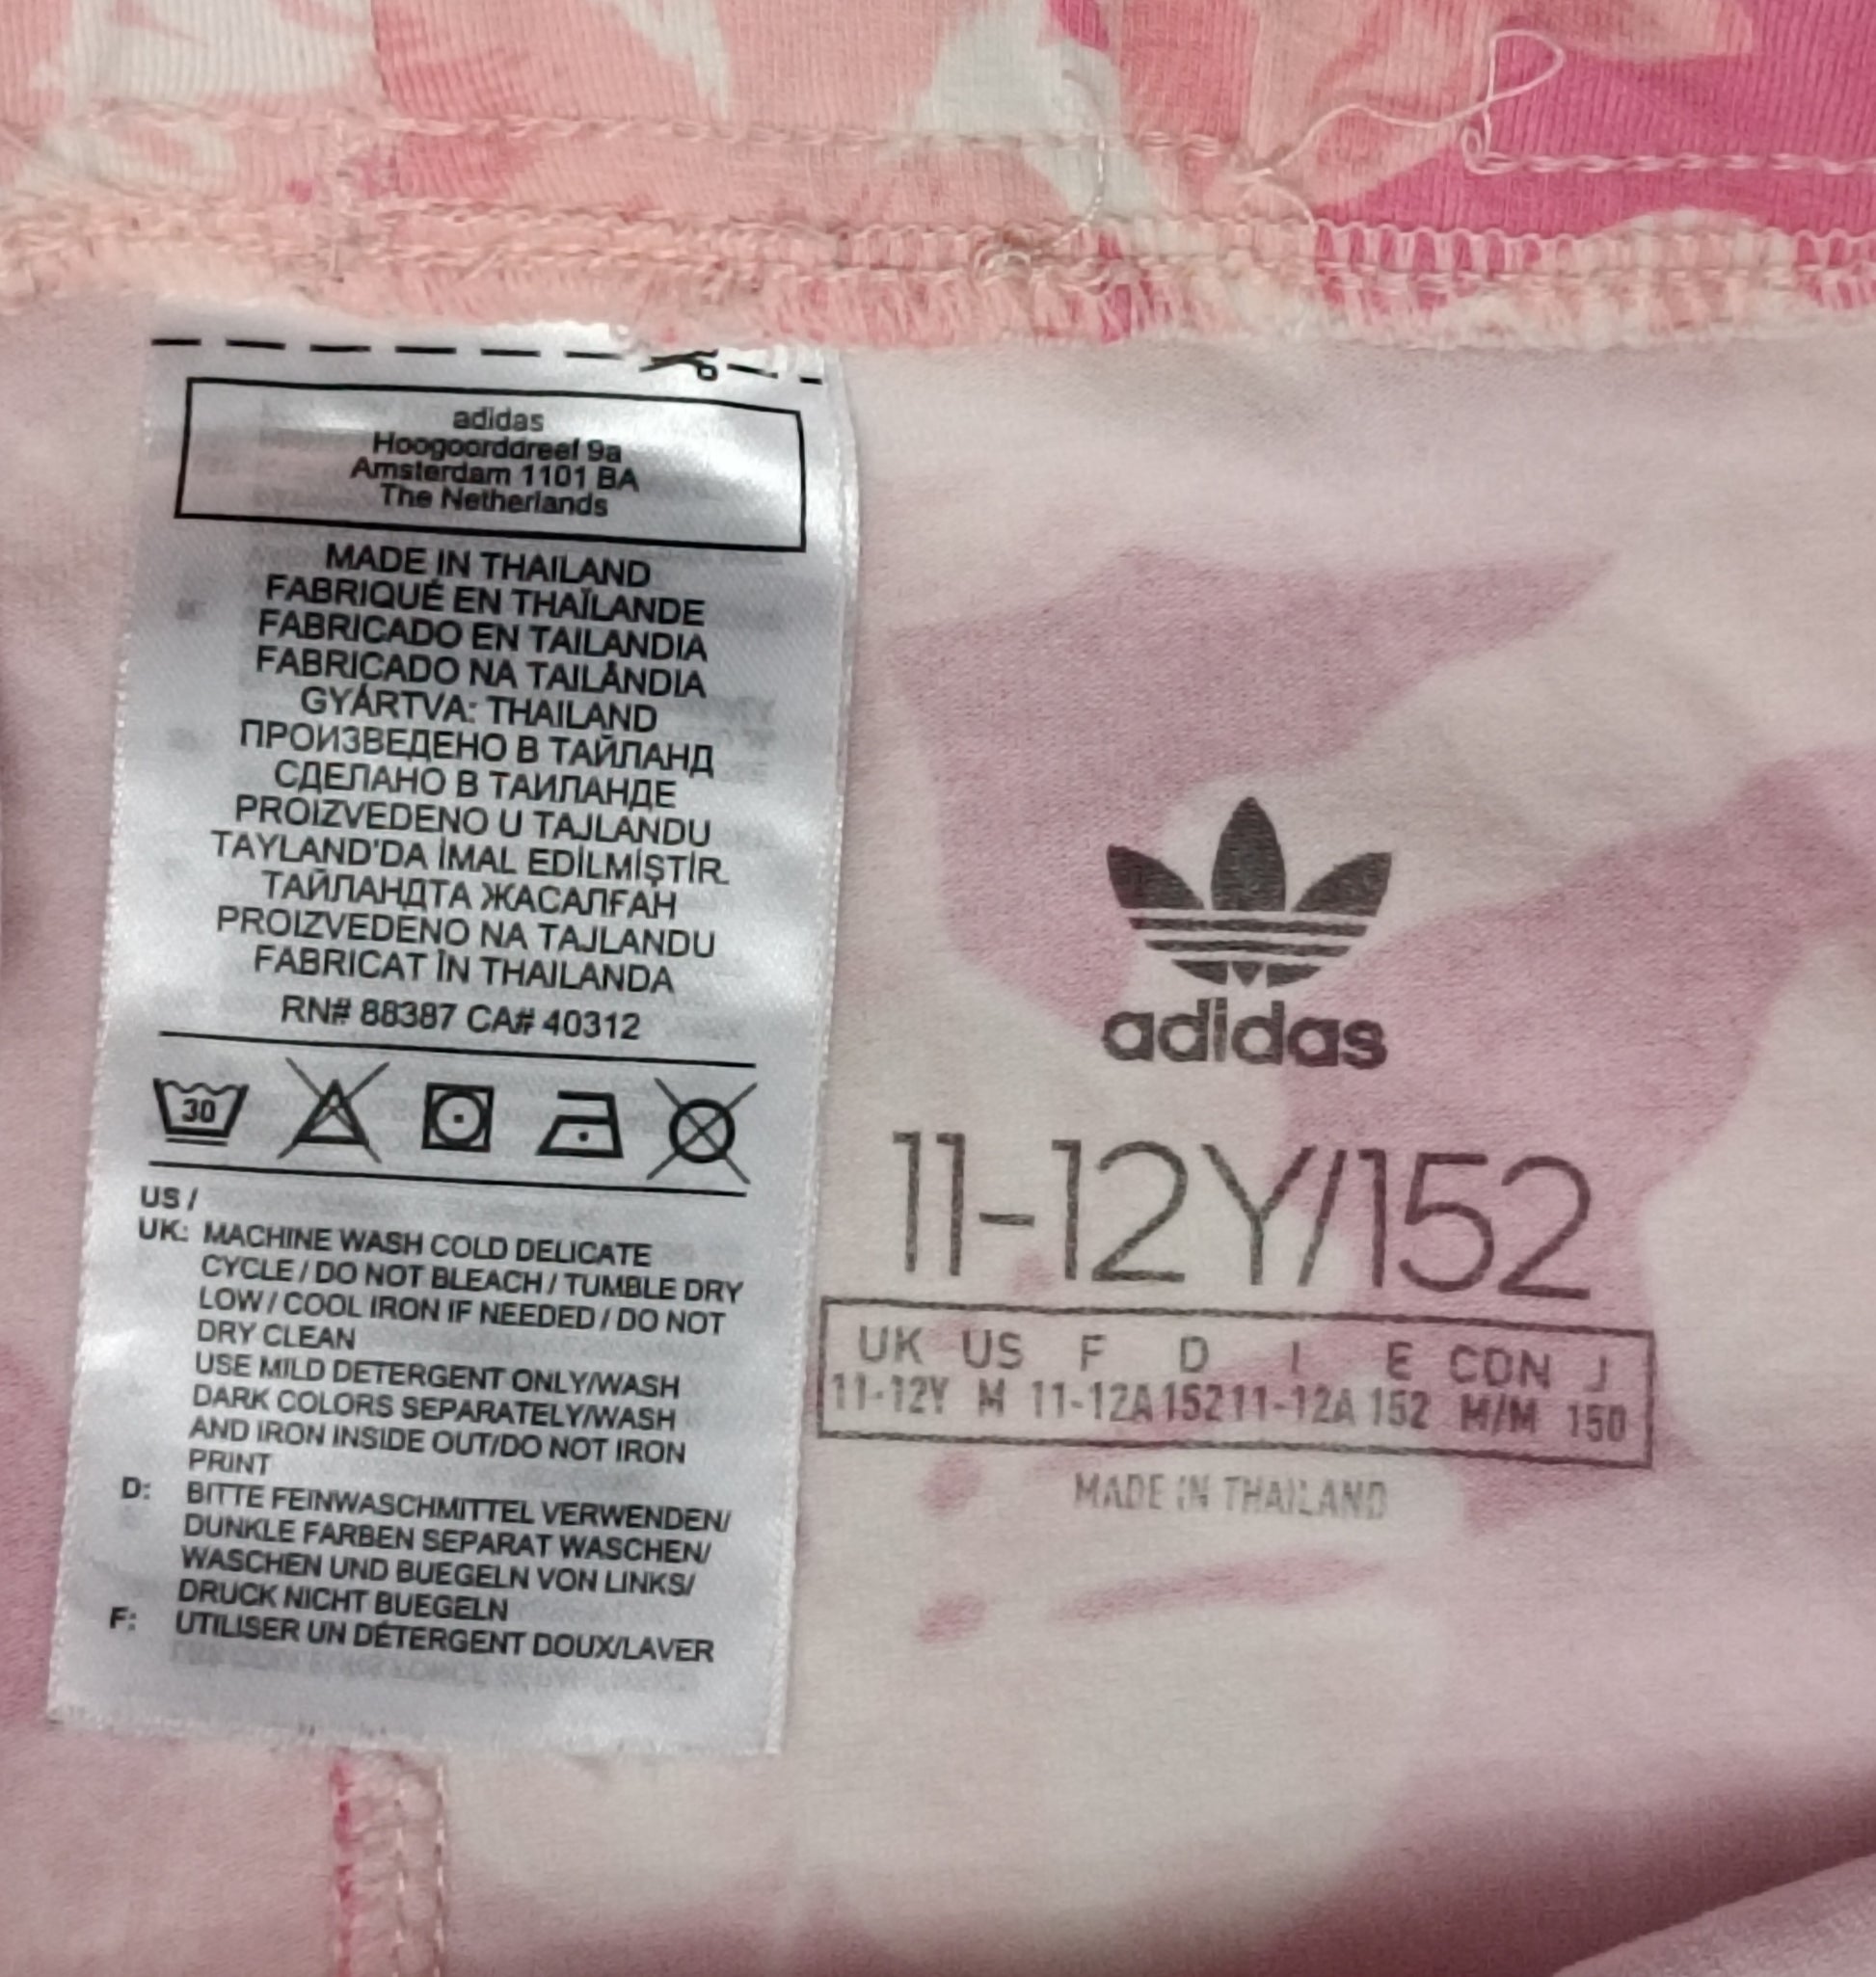 adidas
Hoogoorddreef 9a
Amsterdam 1101 BA
The Netherlands
MADE IN THAILAND
FABRIQUÉ EN THAÏLANDE
FABRICADO EN TAILANDIA
FABRICADO NA TAILÂNDIA
GYÁRTVA: THAILAND
ПРОИЗВЕДЕНО В ТАЙЛАНД
СДЕЛАНО В ТАИЛАНДЕ
PROIZVEDENO U TAJLANDU
TAYLAND'DA İMAL EDİLMİŞTİR.
ТАЙЛАНДТА ЖАСАЛҒАН
PROIZVEDENO NA TAJLANDU
FABRICAT ÎN THAILANDA
RN# 88387 CA# 40312
30
US /
UK: MACHINE WASH COLD DELICATE
CYCLE / DO NOT BLEACH / TUMBLE DRY
LOW / COOL IRON IF NEEDED / DO NOT
DRY CLEAN
USE MILD DETERGENT ONLY/WASH
DARK COLORS SEPARATELY/WASH
AND IRON INSIDE OUT/DO NOT IRON
PRINT
D: BITTE FEINWASCHMITTEL VERWENDEN/
DUNKLE FARBEN SEPARAT WASCHEN/
WASCHEN UND BUEGELN VON LINKS/
DRUCK NICHT BUEGELN
F: UTILISER UN DÉTERGENT DOUX/LAVER
adidas
11-12Y/152
UK US F D I E CDN J
11-12Y M 11-12A 152 11-12A 152 M/M 150
MADE IN THAILAND